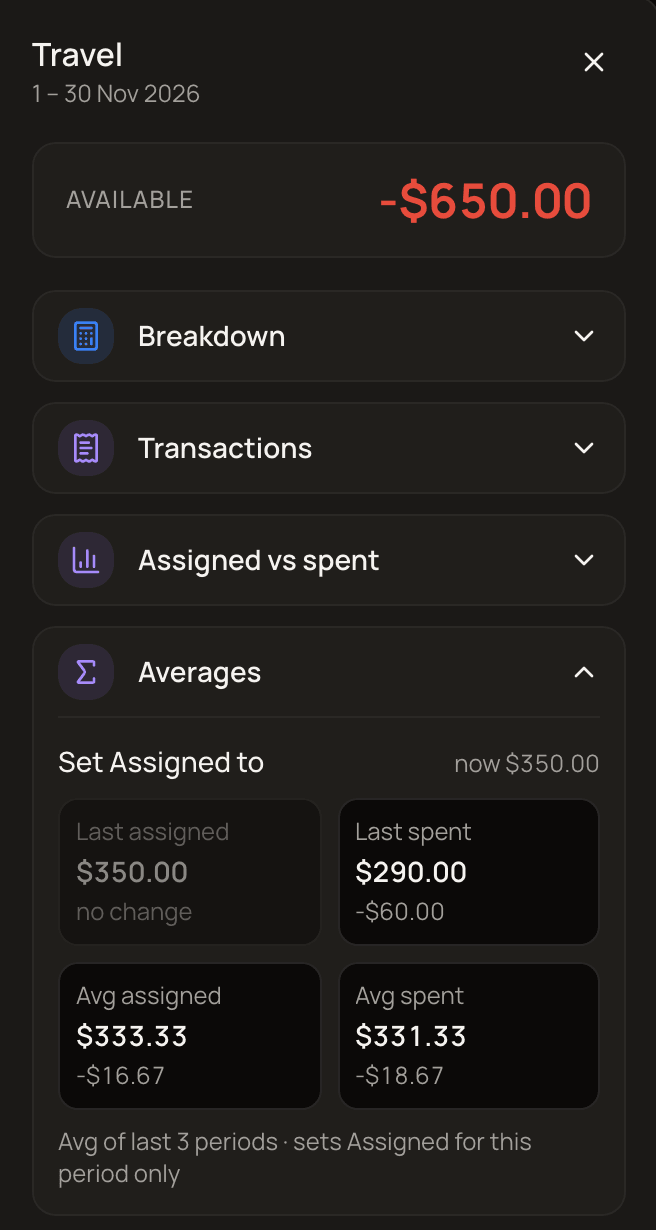 Travel
1 – 30 Nov 2026
AVAILABLE
-$650.00
Breakdown
Transactions
Assigned vs spent
Averages
Set Assigned to
now $350.00
Last assigned
$350.00
no change
Last spent
$290.00
-$60.00
Avg assigned
$333.33
-$16.67
Avg spent
$331.33
-$18.67
Avg of last 3 periods · sets Assigned for this
period only